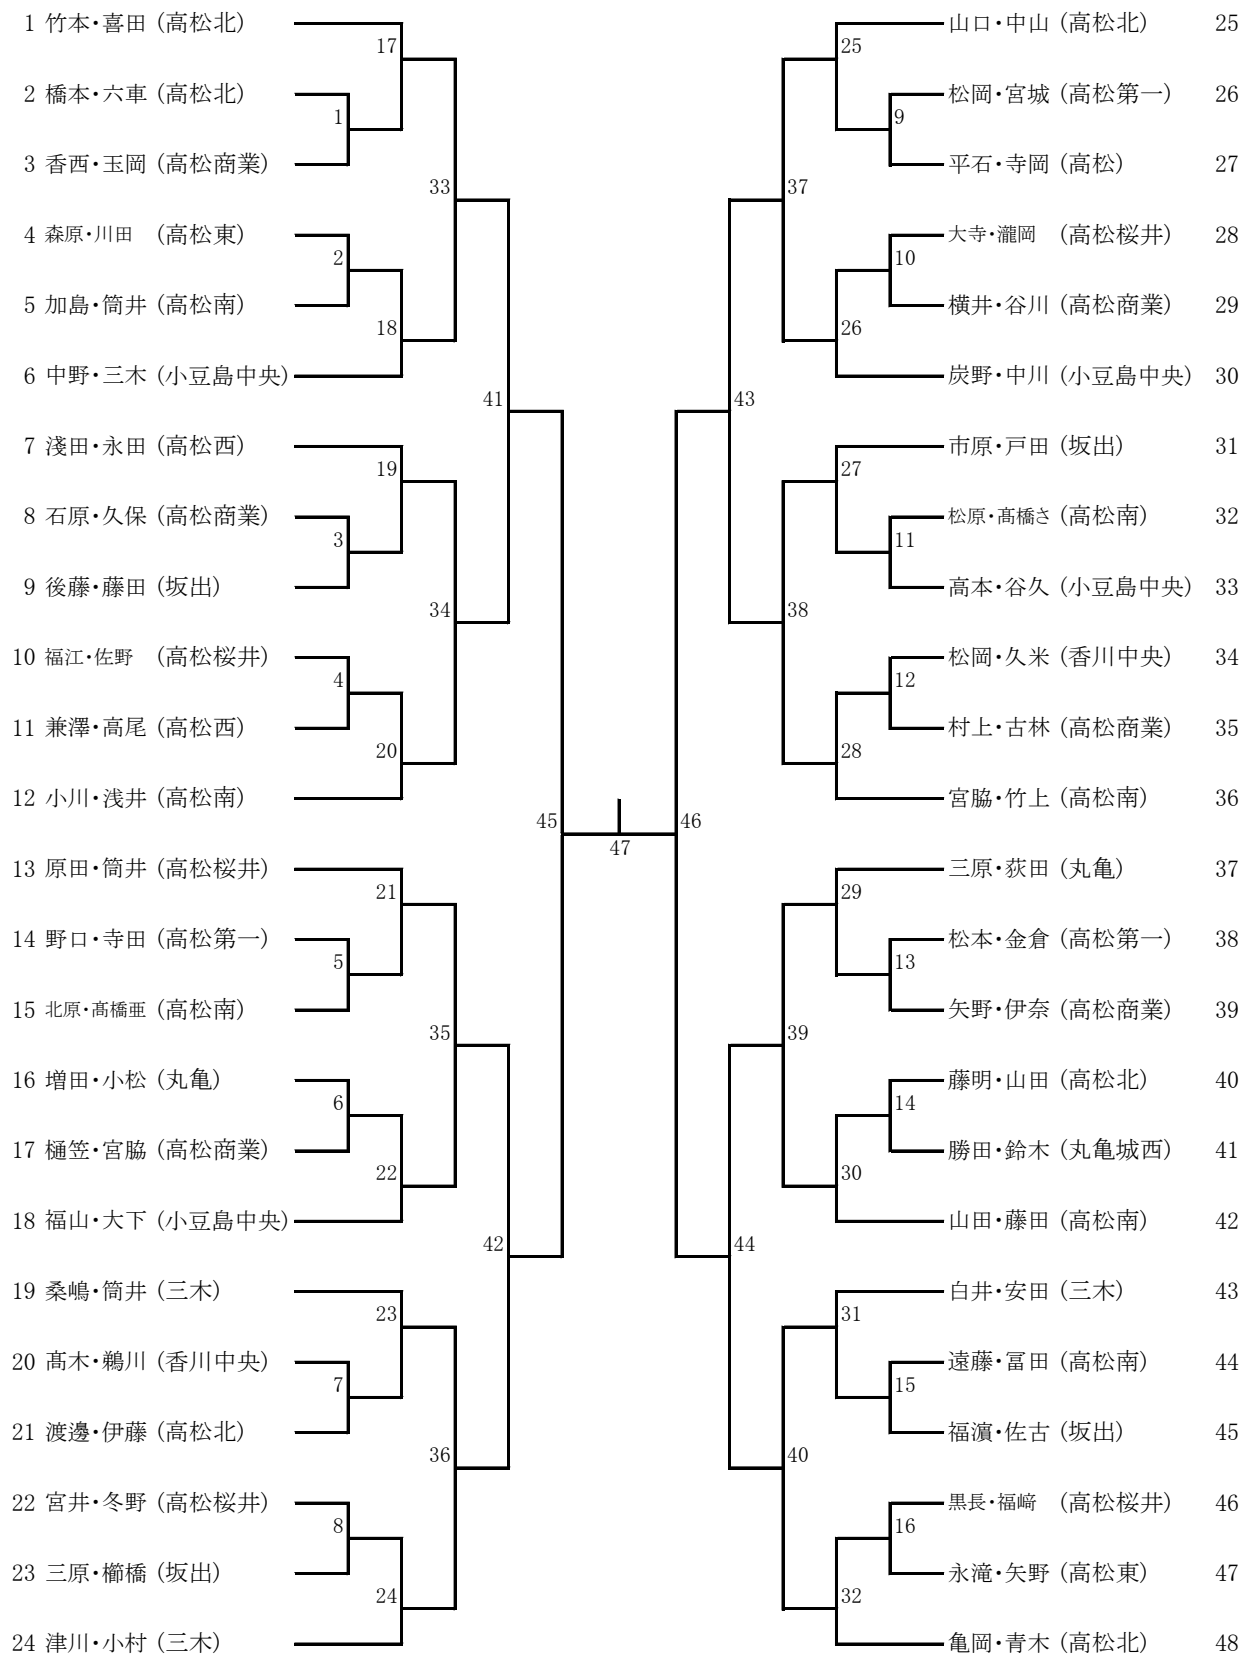 1 竹本・喜田 (高松北)
17
2 橋本・六車 (高松北)
1
3 香西・玉岡 (高松商業)
33
4 森原・川田 (高松東)
2
5 加島・筒井 (高松南)
18
6 中野・三木 (小豆島中央)
41
7 淺田・永田 (高松西)
19
8 石原・久保 (高松商業)
3
9 後藤・藤田 (坂出)
34
10 福江・佐野 (高松桜井)
4
11 兼澤・高尾 (高松西)
20
12 小川・浅井 (高松南)
45
13 原田・筒井 (高松桜井)
21
14 野口・寺田 (高松第一)
5
15 北原・髙橋亜 (高松南)
35
16 増田・小松 (丸亀)
6
17 樋笠・宮脇 (高松商業)
22
18 福山・大下 (小豆島中央)
42
19 桑嶋・筒井 (三木)
23
20 髙木・鵜川 (香川中央)
7
21 渡邊・伊藤 (高松北)
36
22 宮井・冬野 (高松桜井)
8
23 三原・櫛橋 (坂出)
24
24 津川・小村 (三木)
47
山口・中山 (高松北) 25
25
松岡・宮城 (高松第一) 26
9
平石・寺岡 (高松) 27
37
大寺・瀧岡 (高松桜井) 28
10
横井・谷川 (高松商業) 29
26
炭野・中川 (小豆島中央) 30
43
市原・戸田 (坂出) 31
27
松原・髙橋さ (高松南) 32
11
高本・谷久 (小豆島中央) 33
38
松岡・久米 (香川中央) 34
12
村上・古林 (高松商業) 35
28
宮脇・竹上 (高松南) 36
46
三原・荻田 (丸亀) 37
29
松本・金倉 (高松第一) 38
13
矢野・伊奈 (高松商業) 39
39
藤明・山田 (高松北) 40
14
勝田・鈴木 (丸亀城西) 41
30
山田・藤田 (高松南) 42
44
白井・安田 (三木) 43
31
遠藤・冨田 (高松南) 44
15
福濵・佐古 (坂出) 45
40
黒長・福﨑 (高松桜井) 46
16
永滝・矢野 (高松東) 47
32
亀岡・青木 (高松北) 48